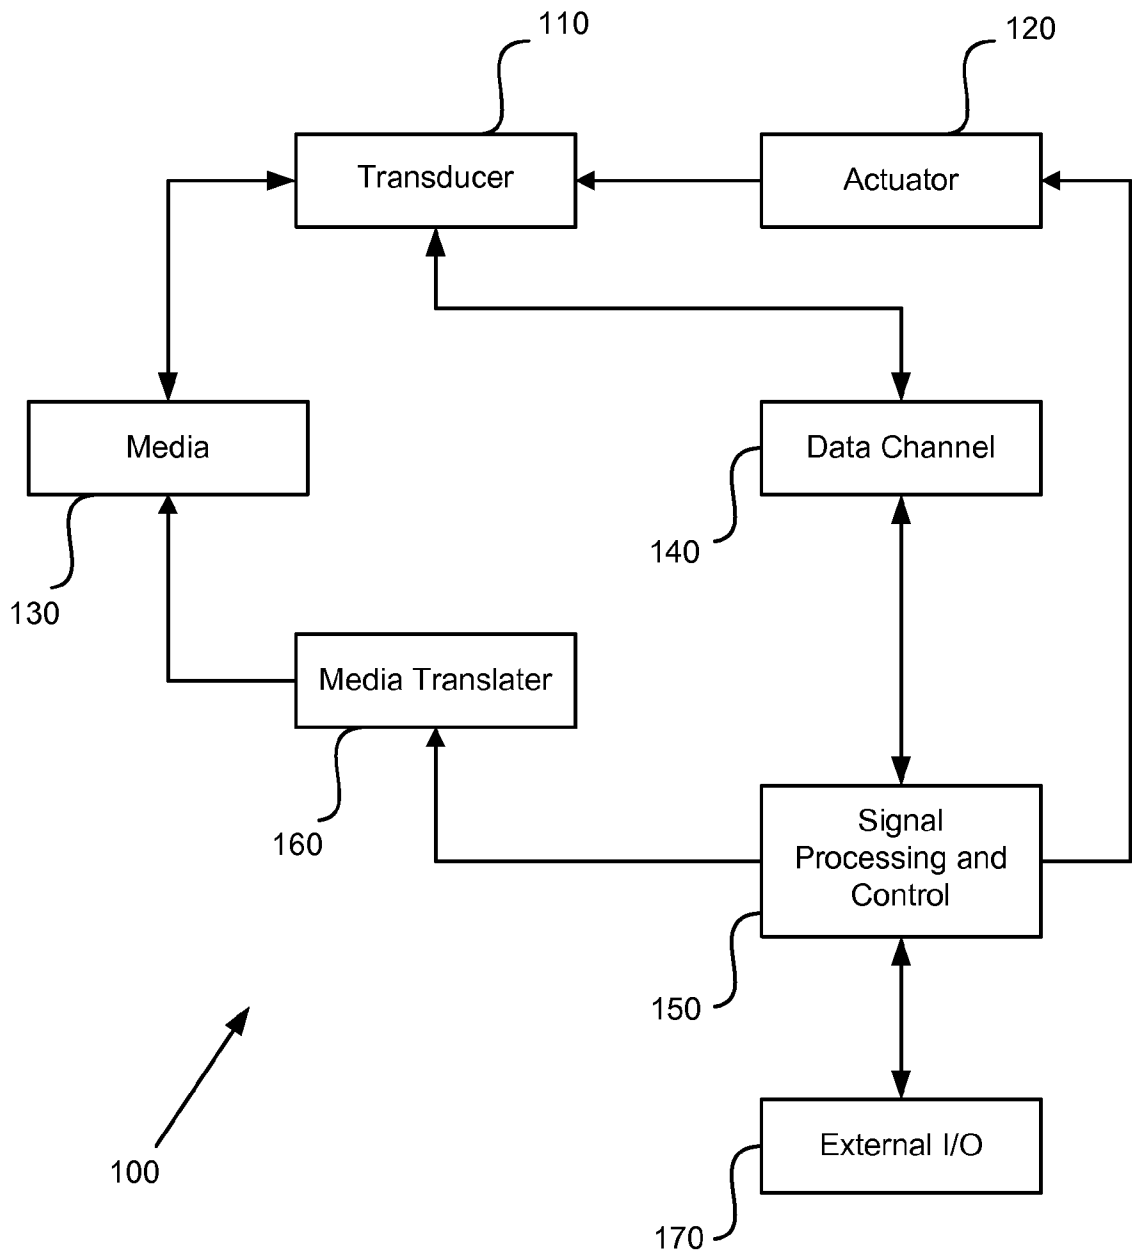 110
120
Transducer
Actuator
Media
Data Channel
140
130
Media Translater
160
Signal
Processing and
Control
150
External I/O
100
170